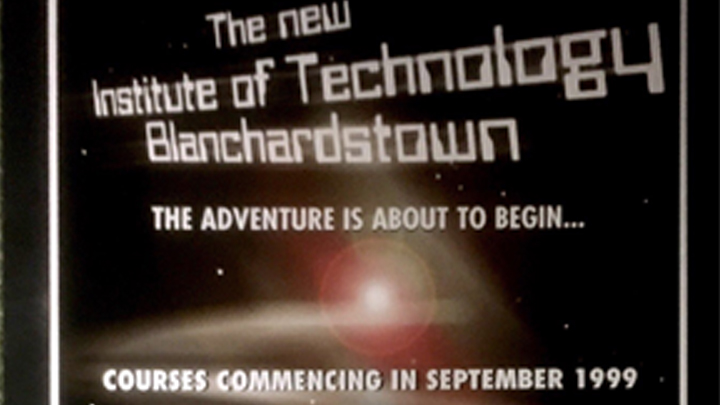 The new
Institute of Technology
Blanchardstown
THE ADVENTURE IS ABOUT TO BEGIN...
COURSES COMMENCING IN SEPTEMBER 1999